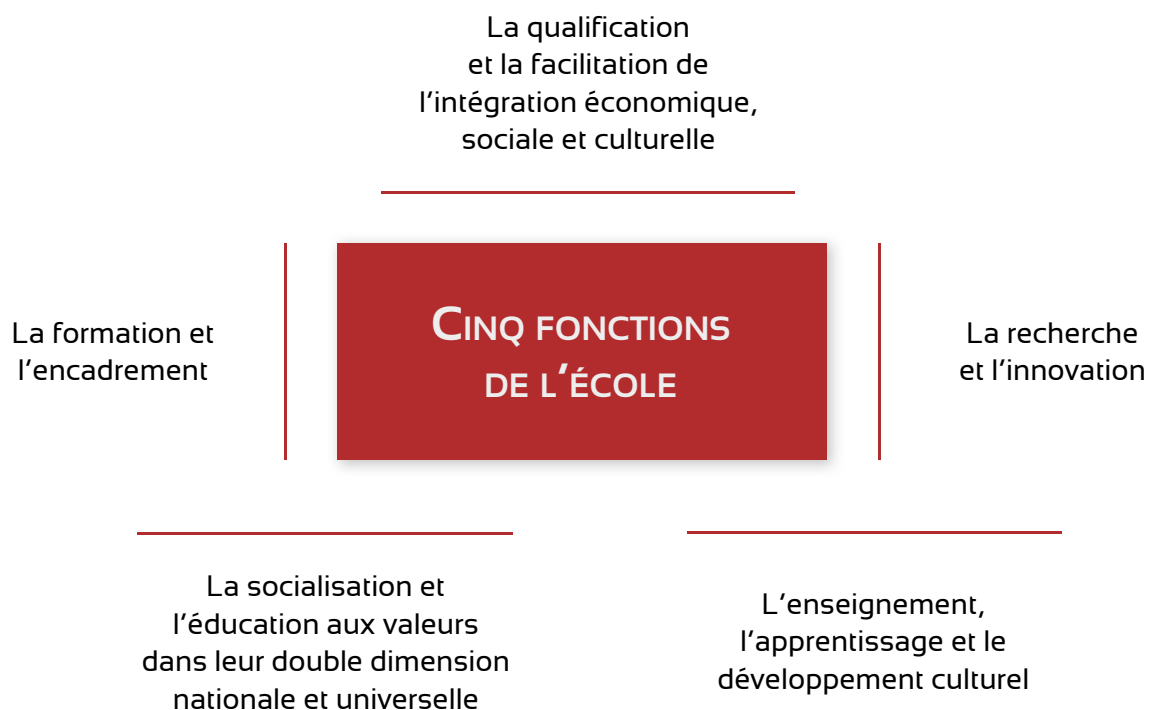 La qualification
et la facilitation de
l'intégration économique,
sociale et culturelle
La formation et
l'encadrement
Cinq fonctions
de l'école
La recherche
et l'innovation
La socialisation et
l'éducation aux valeurs
dans leur double dimension
nationale et universelle
L'enseignement,
l'apprentissage et le
développement culturel